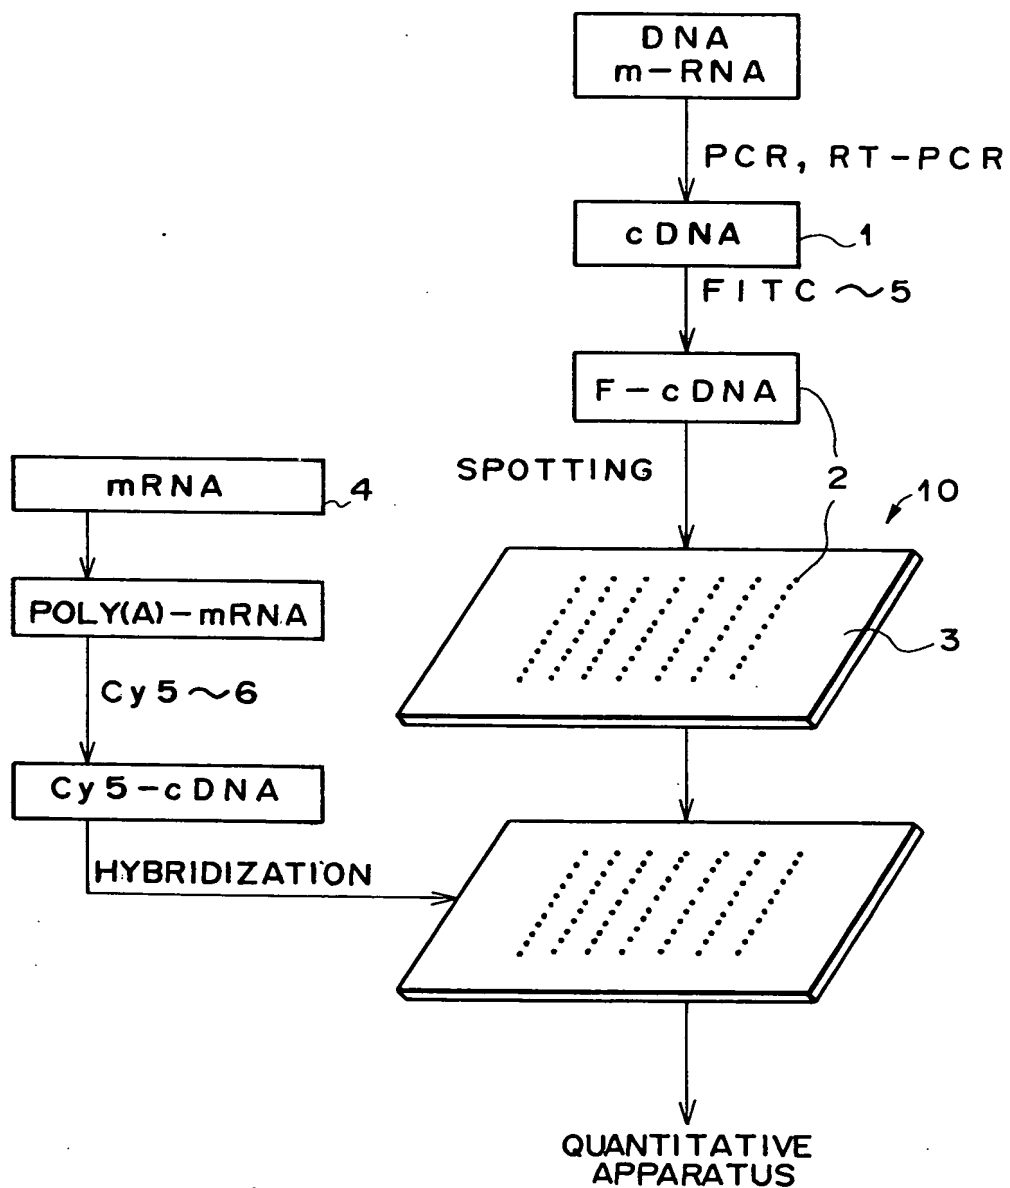 DNA
m-RNA
PCR, RT-PCR
cDNA
1
FITC ~5
F-cDNA
SPOTTING
2
10
mRNA
4
POLY(A)-mRNA
3
Cy5~6
Cy5-cDNA
HYBRIDIZATION
QUANTITATIVE
APPARATUS